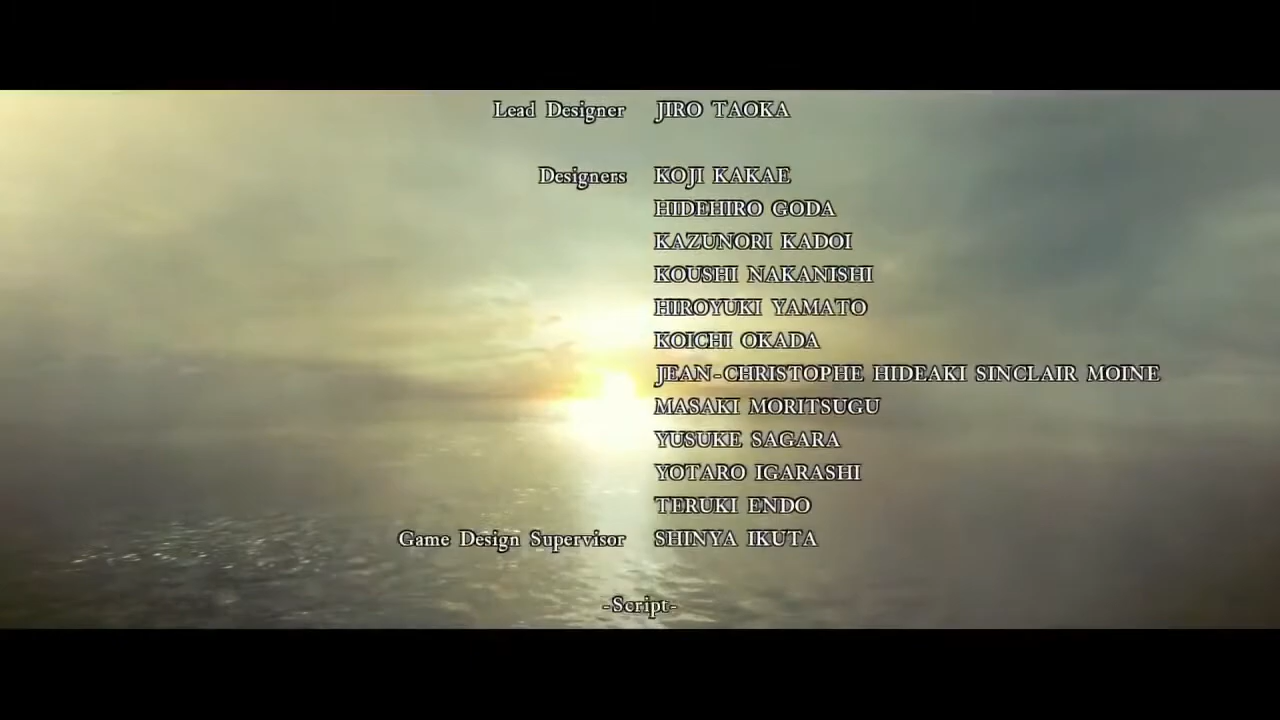 Lead Designer JIRO TAOKA
Designers KOJI KAKAE
HIDEHIRO GODA
KAZUNORI KADOI
KOUSHI NAKANISHI
HIROYUKI YAMATO
KOICHI OKADA
JEAN-CHRISTOPHE HIDEAKI SINCLAIR MOINE
MASAKI MORITSUGU
YUSUKE SAGARA
YOTARO IGARASHI
TERUKI ENDO
Game Design Supervisor SHINYA IKUTA
-Script-